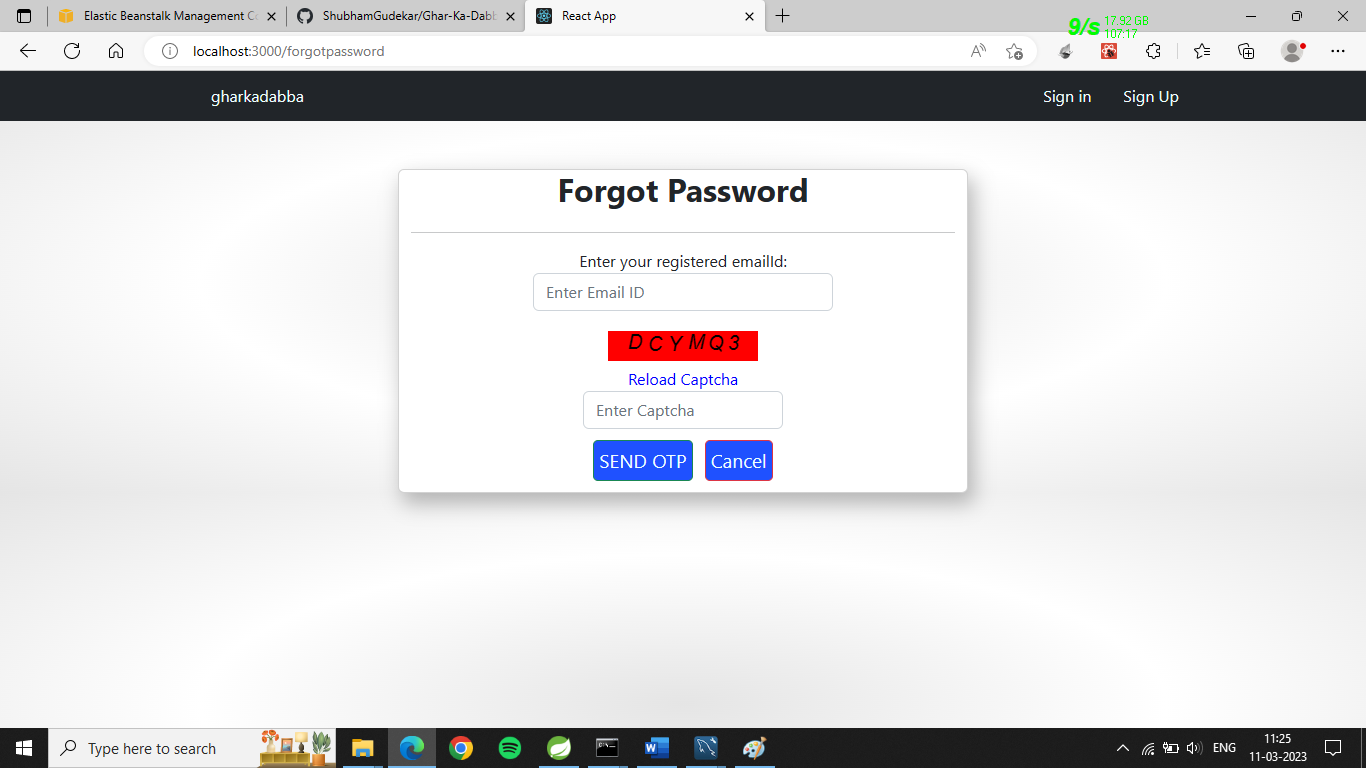 Elastic Beanstalk Management Co
ShubhamGudekar/Ghar-Ka-Dabb
React App
9/s 17.92 GB
107:17
localhost:3000/forgotpassword
gharkadabba
Sign in
Sign Up
Forgot Password
Enter your registered emailId:
Enter Email ID
D C Y M Q 3
Reload Captcha
Enter Captcha
SEND OTP
Cancel
Type here to search
ENG
11:25
11-03-2023